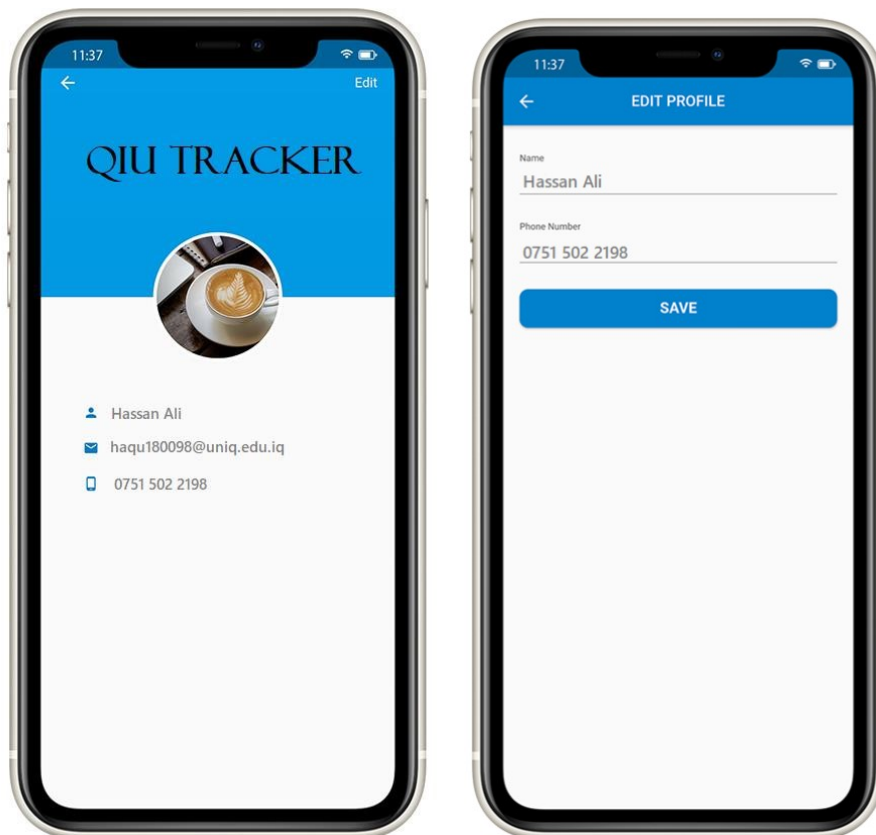 11:37
Edit
QIU TRACKER
Hassan Ali
haqu180098@uniq.edu.iq
0751 502 2198
11:37
EDIT PROFILE
Name
Hassan Ali
Phone Number
0751 502 2198
SAVE